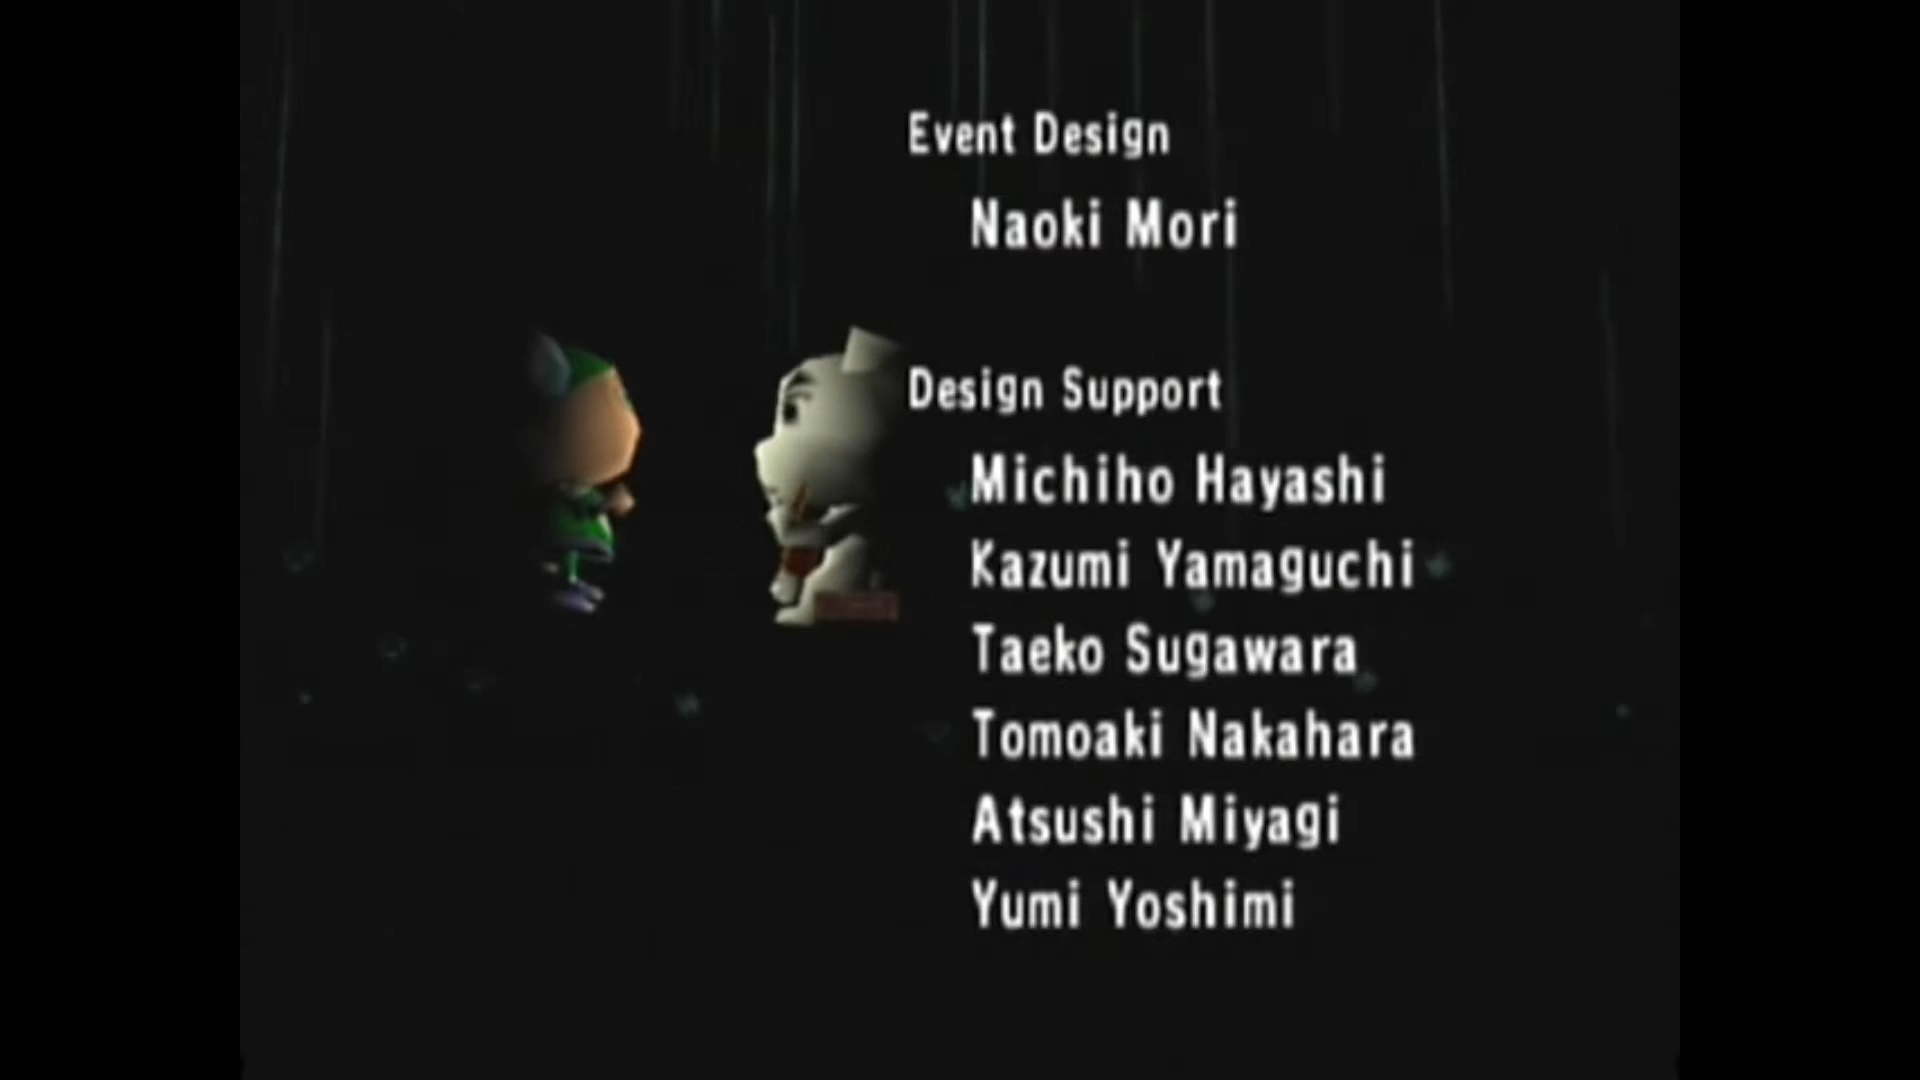 Event Design
Naoki Mori
Design Support
Michiho Hayashi
Kazumi Yamaguchi
Taeko Sugawara
Tomoaki Nakahara
Atsushi Miyagi
Yumi Yoshimi